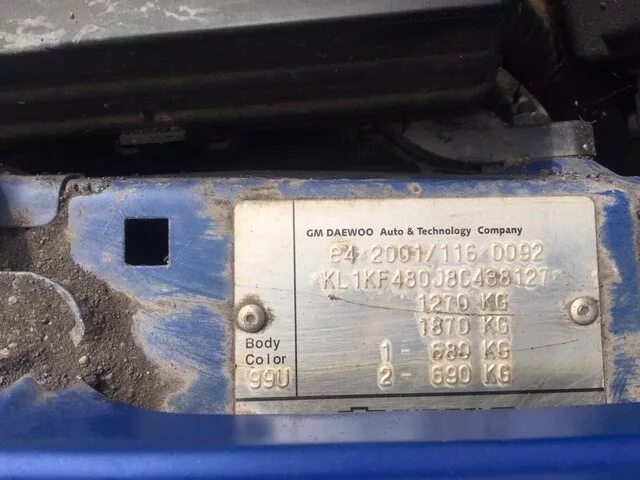 GM DAEWOO Auto & Technology Company
e4 2001/116 0092
KL1KF480J8C438127
1270 KG
1870 KG
1 - 680 KG
2 - 690 KG
Body
Color
99U